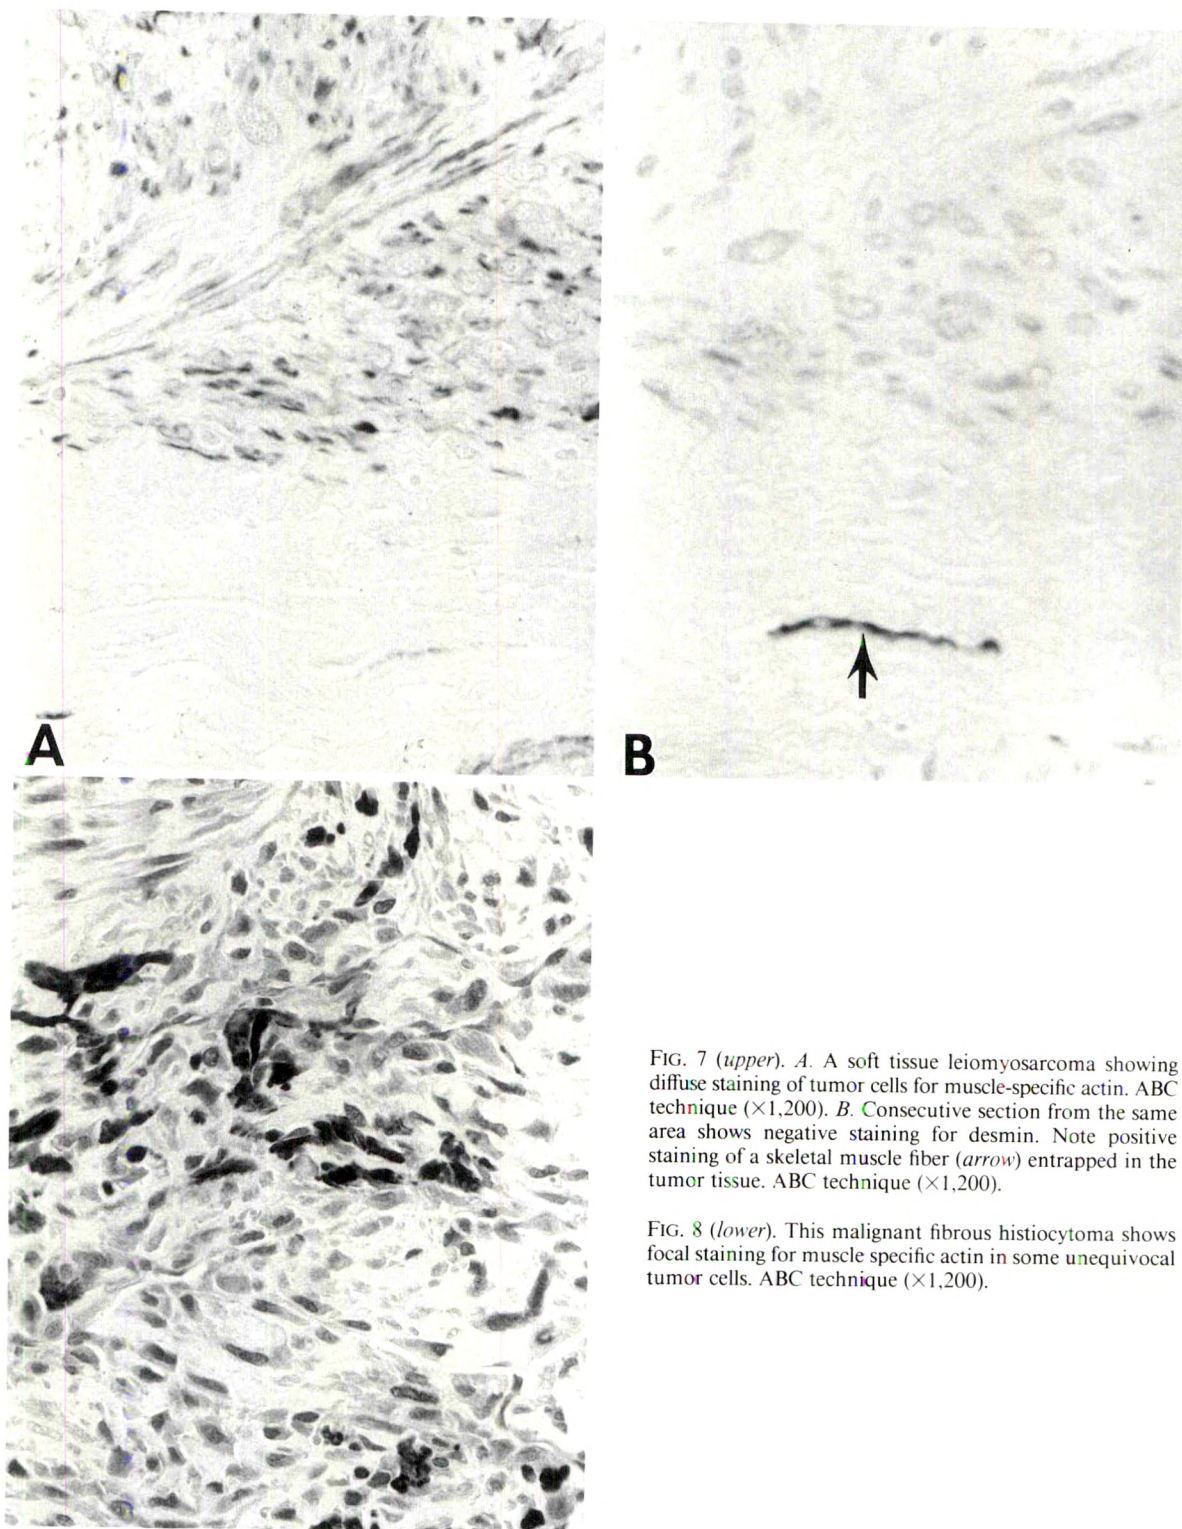 A
B
FIG. 7 (upper). A. A soft tissue leiomyosarcoma showing
diffuse staining of tumor cells for muscle-specific actin. ABC
technique (×1,200). B. Consecutive section from the same
area shows negative staining for desmin. Note positive
staining of a skeletal muscle fiber (arrow) entrapped in the
tumor tissue. ABC technique (×1,200).
FIG. 8 (lower). This malignant fibrous histiocytoma shows
focal staining for muscle specific actin in some unequivocal
tumor cells. ABC technique (×1,200).